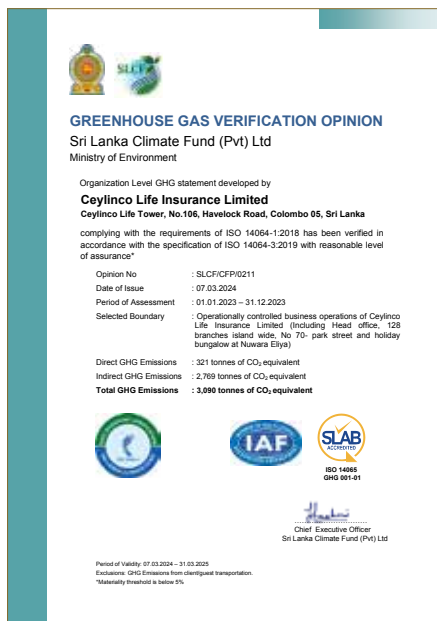 SLCF
GREENHOUSE GAS VERIFICATION OPINION
Sri Lanka Climate Fund (Pvt) Ltd
Ministry of Environment
Organization Level GHG statement developed by
Ceylinco Life Insurance Limited
Ceylinco Life Tower, No.106, Havelock Road, Colombo 05, Sri Lanka
complying with the requirements of ISO 14064-1:2018 has been verified in
accordance with the specification of ISO 14064-3:2019 with reasonable level
of assurance*
Opinion No : SLCF/CFP/0211
Date of Issue : 07.03.2024
Period of Assessment : 01.01.2023 – 31.12.2023
Selected Boundary : Operationally controlled business operations of Ceylinco
Life Insurance Limited (Including Head office, 128
branches island wide, No 70- park street and holiday
bungalow at Nuwara Eliya)
Direct GHG Emissions : 321 tonnes of CO₂ equivalent
Indirect GHG Emissions : 2,769 tonnes of CO₂ equivalent
Total GHG Emissions : 3,090 tonnes of CO₂ equivalent
IAF
SLAB
ACCREDITED
ISO 14065
GHG 001-01
Chief Executive Officer
Sri Lanka Climate Fund (Pvt) Ltd
Period of Validity: 07.03.2024 – 31.03.2025
Exclusions: GHG Emissions from client/guest transportation.
*Materiality threshold is below 5%